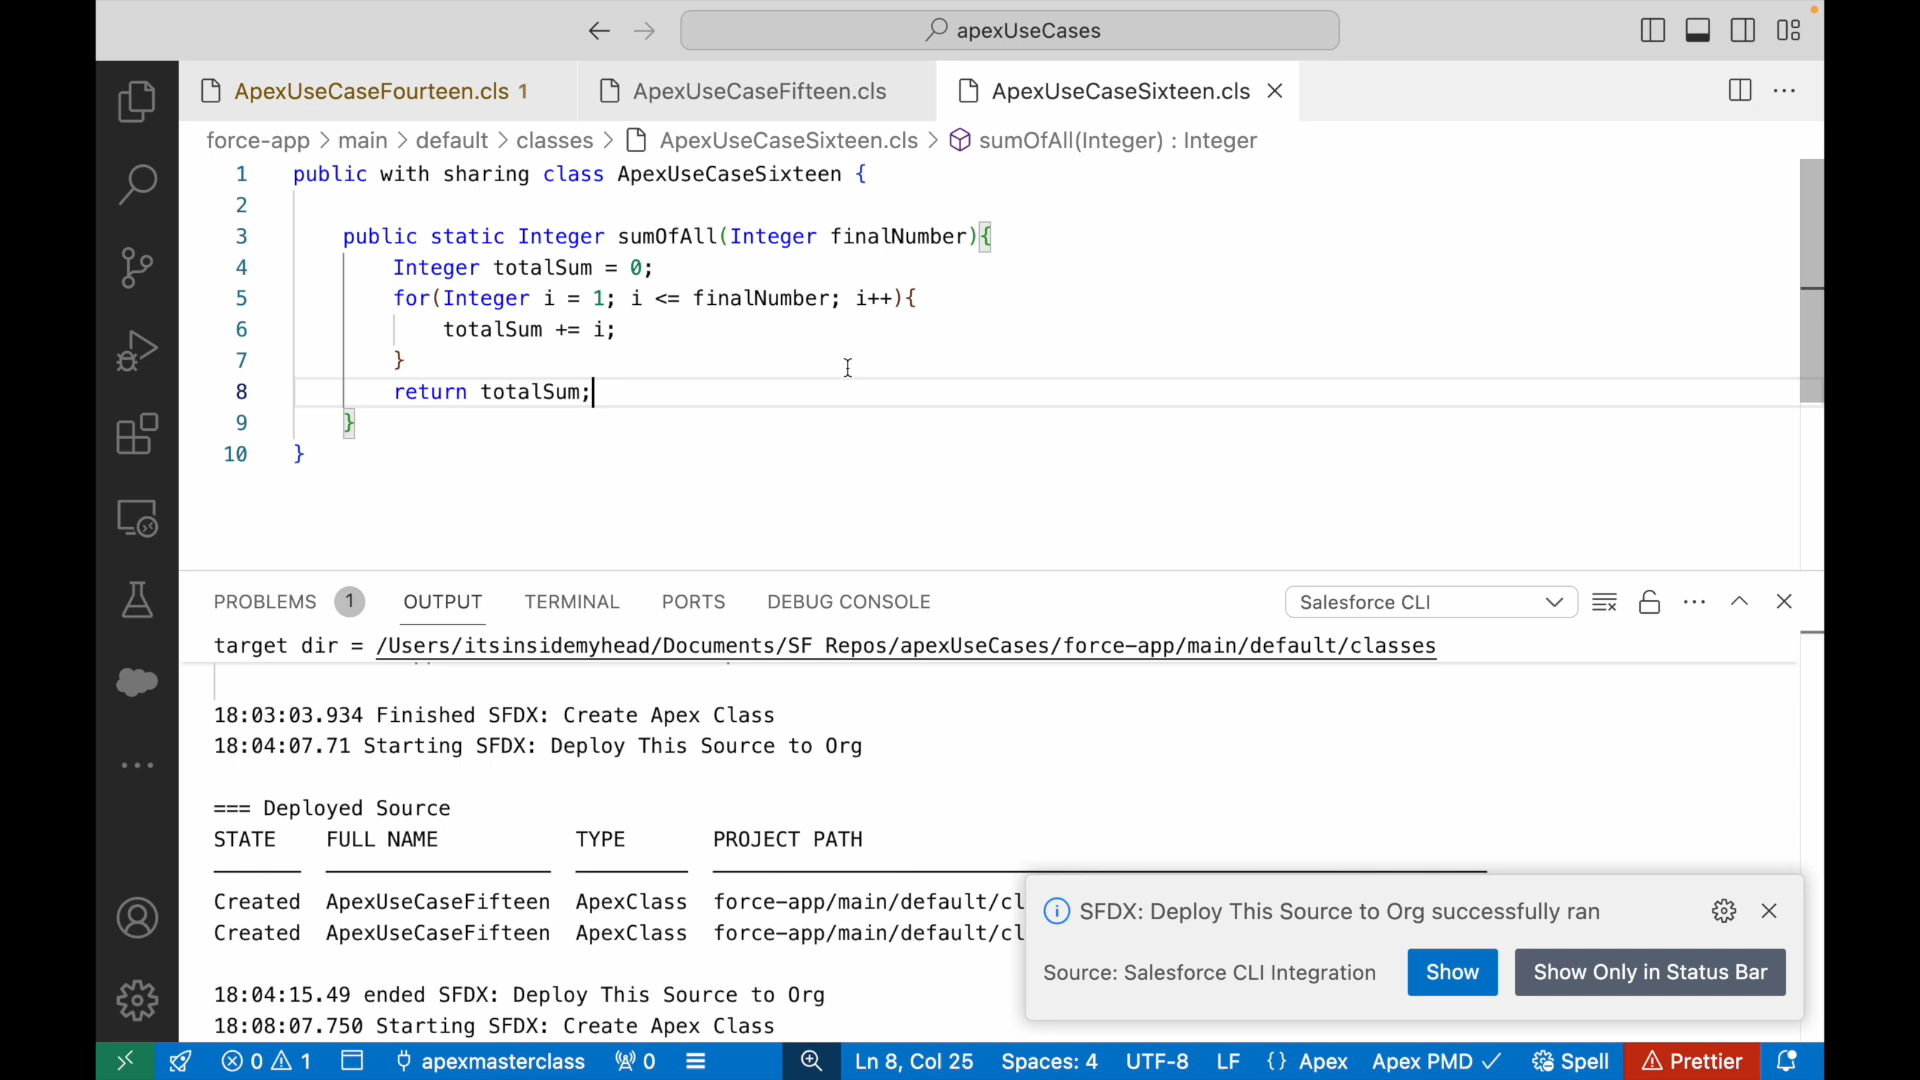 apexUseCases
ApexUseCaseFourteen.cls 1
ApexUseCaseFifteen.cls
ApexUseCaseSixteen.cls
force-app > main > default > classes > ApexUseCaseSixteen.cls > sumOfAll(Integer) : Integer
1 public with sharing class ApexUseCaseSixteen {
2
3 public static Integer sumOfAll(Integer finalNumber){
4 Integer totalSum = 0;
5 for(Integer i = 1; i <= finalNumber; i++){
6 totalSum += i;
7 }
8 return totalSum;
9 }
10 }
PROBLEMS 1 OUTPUT TERMINAL PORTS DEBUG CONSOLE Salesforce CLI
target dir = /Users/itsinsidemyhead/Documents/SF Repos/apexUseCases/force-app/main/default/classes
18:03:03.934 Finished SFDX: Create Apex Class
18:04:07.71 Starting SFDX: Deploy This Source to Org
=== Deployed Source
STATE FULL NAME TYPE PROJECT PATH
Created ApexUseCaseFifteen ApexClass force-app/main/default/cl
Created ApexUseCaseFifteen ApexClass force-app/main/default/cl
18:04:15.49 ended SFDX: Deploy This Source to Org
18:08:07.750 Starting SFDX: Create Apex Class
SFDX: Deploy This Source to Org successfully ran
Source: Salesforce CLI Integration
Show
Show Only in Status Bar
0 1 apexmasterclass 0 Ln 8, Col 25 Spaces: 4 UTF-8 LF {} Apex Apex PMD ✓ Spell Prettier